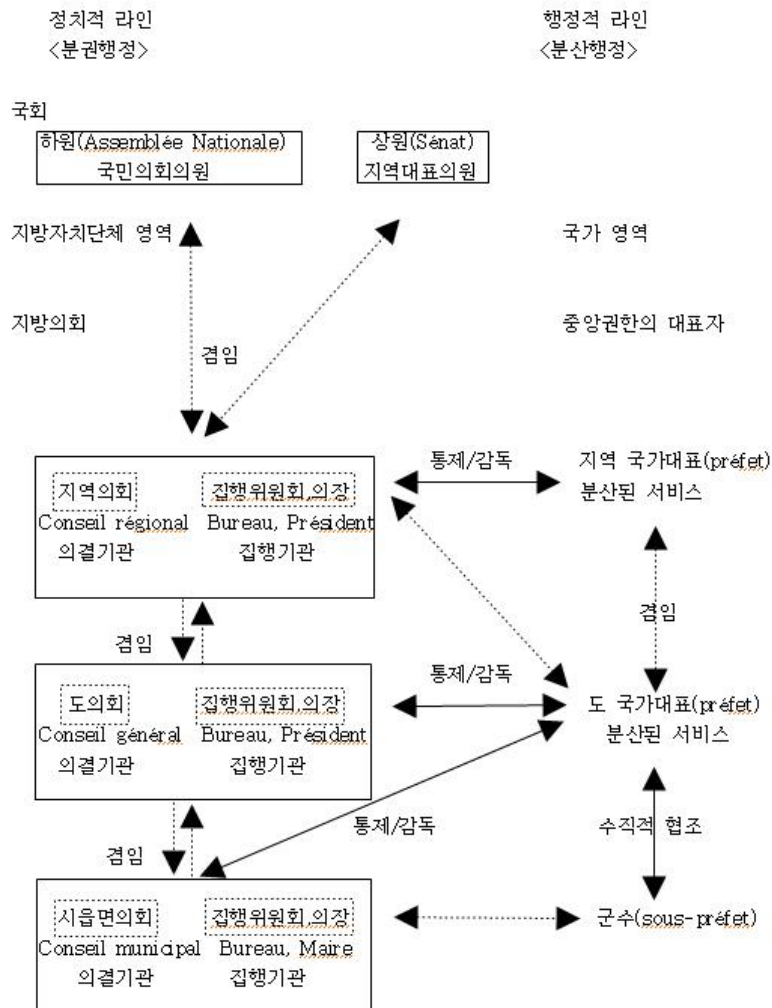 정치적 라인
<분권행정>
행정적 라인
<분산행정>
국회
하원(Assemblée Nationale)
국민의회의원
상원(Sénat)
지역대표의원
지방자치단체 영역
국가 영역
지방의회
중앙권한의 대표자
겸임
통제/감독
지역 국가대표(préfet)
분산된 서비스
지역의회
집행위원회,의장
Conseil régional
Bureau, Président
의결기관
집행기관
겸임
겸임
통제/감독
도 국가대표(préfet)
분산된 서비스
도의회
집행위원회,의장
Conseil général
Bureau, Président
의결기관
집행기관
통제/감독
수직적 협조
겸임
시읍면의회
집행위원회,의장
군수(sous-préfet)
Conseil municipal
Bureau, Maire
의결기관
집행기관